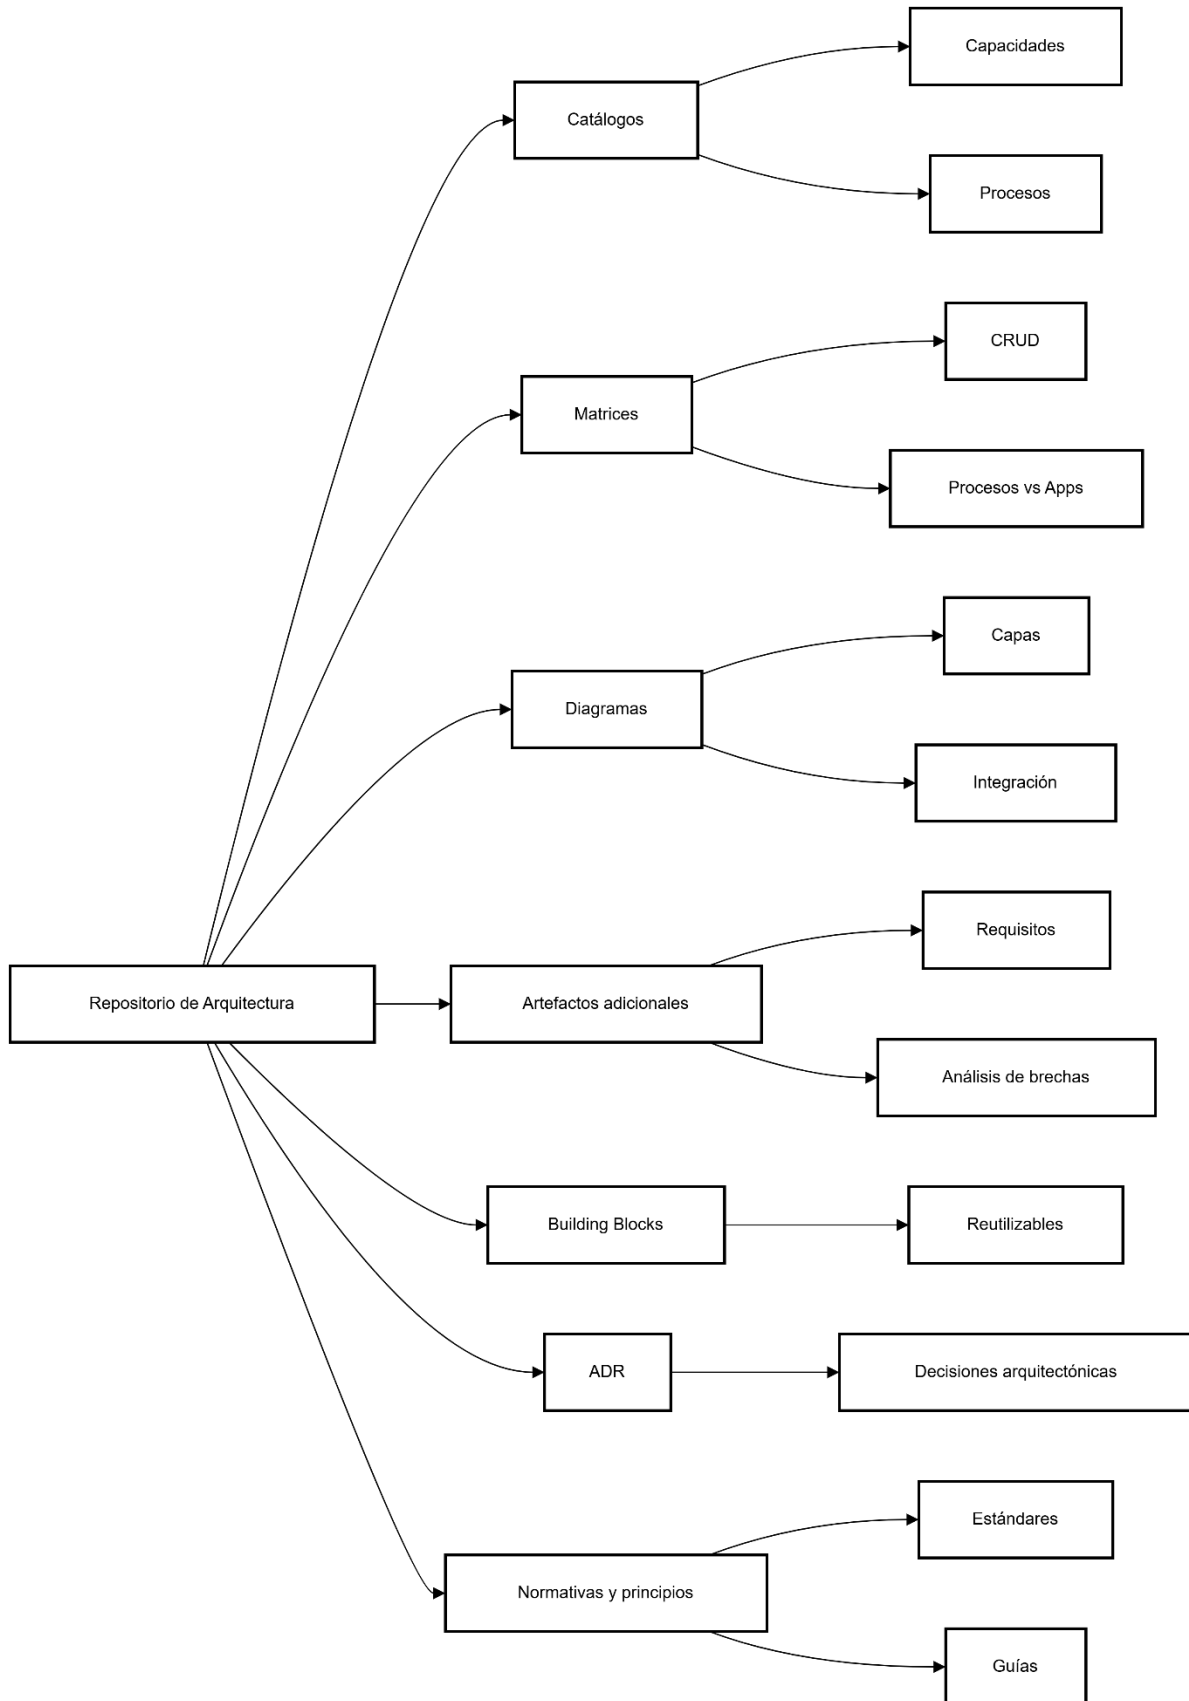 Capacidades
Catálogos
Procesos
CRUD
Matrices
Procesos vs Apps
Capas
Diagramas
Integración
Requisitos
Repositorio de Arquitectura
Artefactos adicionales
Análisis de brechas
Building Blocks
Reutilizables
ADR
Decisiones arquitectónicas
Estándares
Normativas y principios
Guías